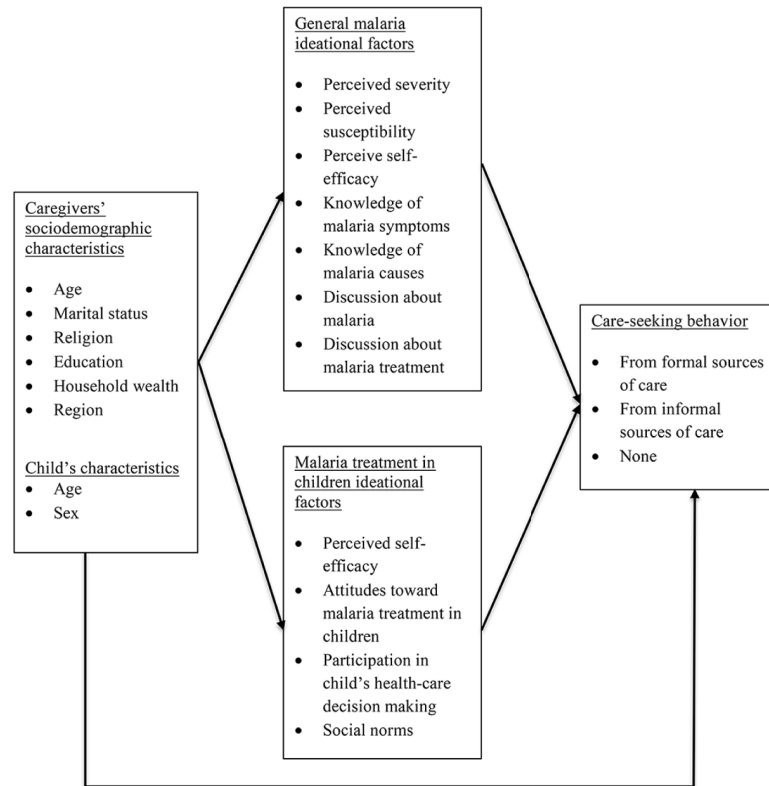 General malaria
ideational factors
• Perceived severity
• Perceived
susceptibility
• Perceive self-
efficacy
• Knowledge of
malaria symptoms
• Knowledge of
malaria causes
• Discussion about
malaria
• Discussion about
malaria treatment
Caregivers’
sociodemographic
characteristics
• Age
• Marital status
• Religion
• Education
• Household wealth
• Region
Child’s characteristics
• Age
• Sex
Malaria treatment in
children ideational
factors
• Perceived self-
efficacy
• Attitudes toward
malaria treatment in
children
• Participation in
child’s health-care
decision making
• Social norms
Care-seeking behavior
• From formal sources
of care
• From informal
sources of care
• None